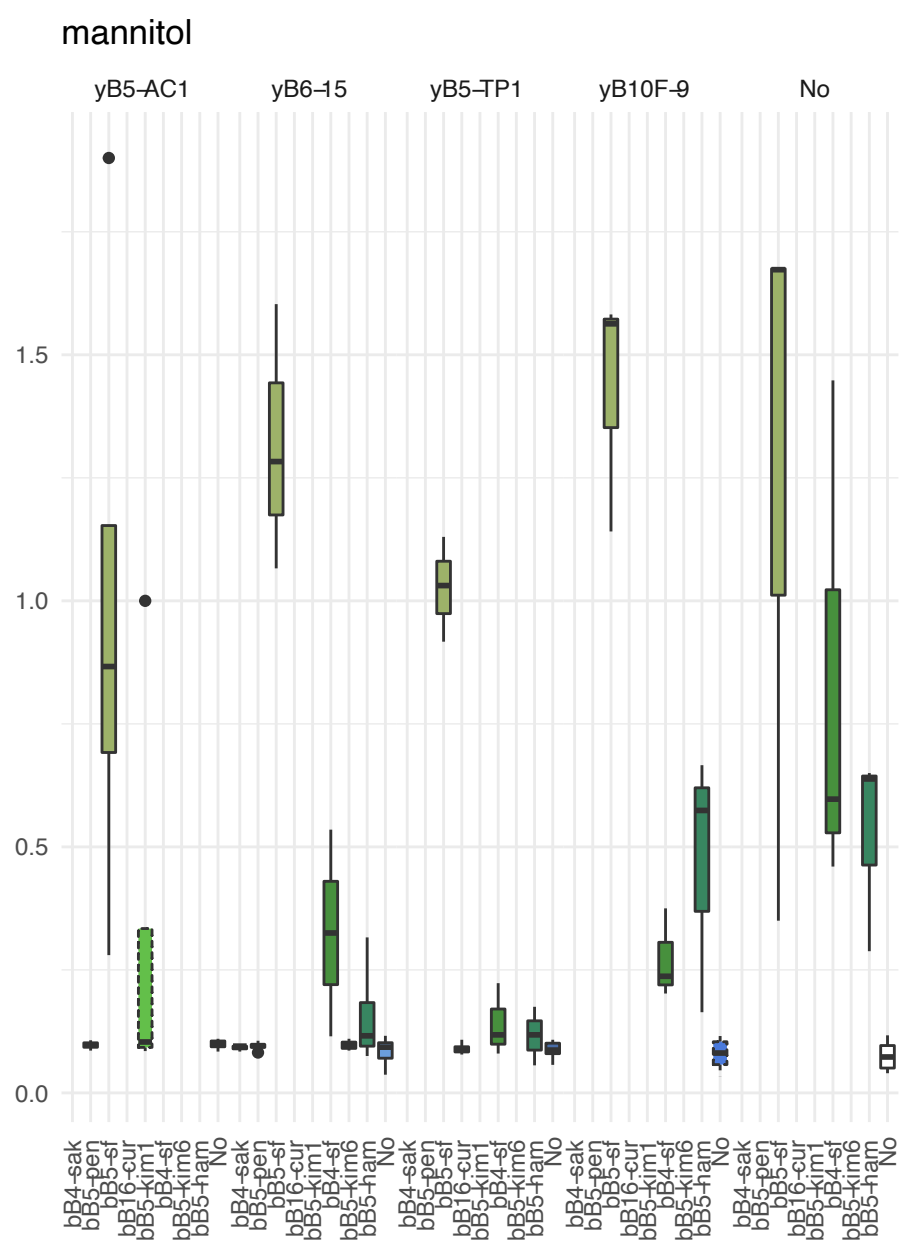 mannitol
yB5-AC1 yB6-15 yB5-TP1 yB10F-9 No
1.5
1.0
0.5
0.0
bB4-sak
bB5-pen
bB5-sf
bB16-cur
bB5-kim1
bB4-sf
bB5-kim6
bB5-ham
No
bB4-sak
bB5-pen
bB5-sf
bB16-cur
bB5-kim1
bB4-sf
bB5-kim6
bB5-ham
No
bB4-sak
bB5-pen
bB5-sf
bB16-cur
bB5-kim1
bB4-sf
bB5-kim6
bB5-ham
No
bB4-sak
bB5-pen
bB5-sf
bB16-cur
bB5-kim1
bB4-sf
bB5-kim6
bB5-ham
No
bB4-sak
bB5-pen
bB5-sf
bB16-cur
bB5-kim1
bB4-sf
bB5-kim6
bB5-ham
No